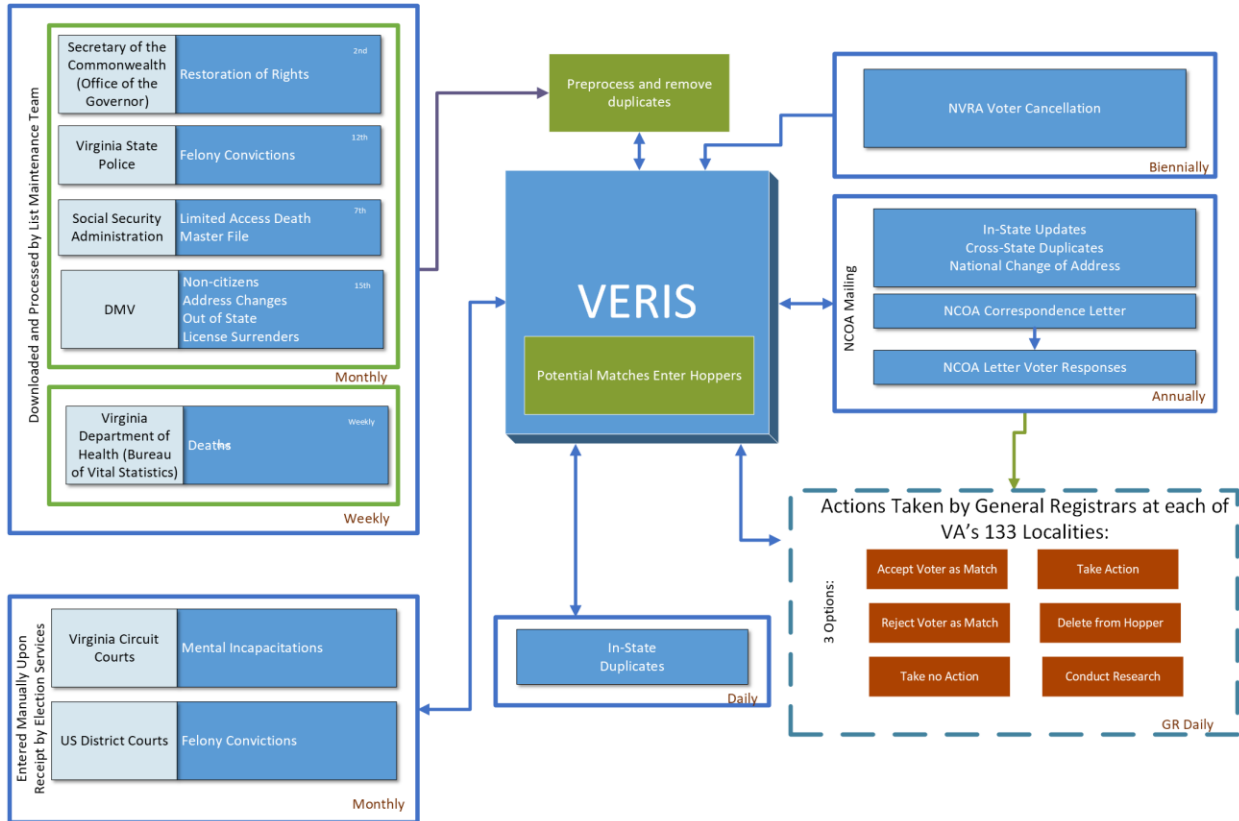 Downloaded and Processed by List Maintenance Team
Secretary of the
Commonwealth
(Office of the
Governor)
2nd
Restoration of Rights
Virginia State
Police
12th
Felony Convictions
Social Security
Administration
7th
Limited Access Death
Master File
DMV
15th
Non-citizens
Address Changes
Out of State
License Surrenders
Monthly
Virginia
Department of
Health (Bureau
of Vital Statistics)
Weekly
Deaths
Weekly
Entered Manually Upon
Receipt by Election Services
Virginia Circuit
Courts
Mental Incapacitations
US District Courts
Felony Convictions
Monthly
Preprocess and remove
duplicates
VERIS
Potential Matches Enter Hoppers
In-State
Duplicates
Daily
NVRA Voter Cancellation
Biennially
NCOA Mailing
In-State Updates
Cross-State Duplicates
National Change of Address
NCOA Correspondence Letter
NCOA Letter Voter Responses
Annually
Actions Taken by General Registrars at each of
VA's 133 Localities:
3 Options:
Accept Voter as Match
Take Action
Reject Voter as Match
Delete from Hopper
Take no Action
Conduct Research
GR Daily